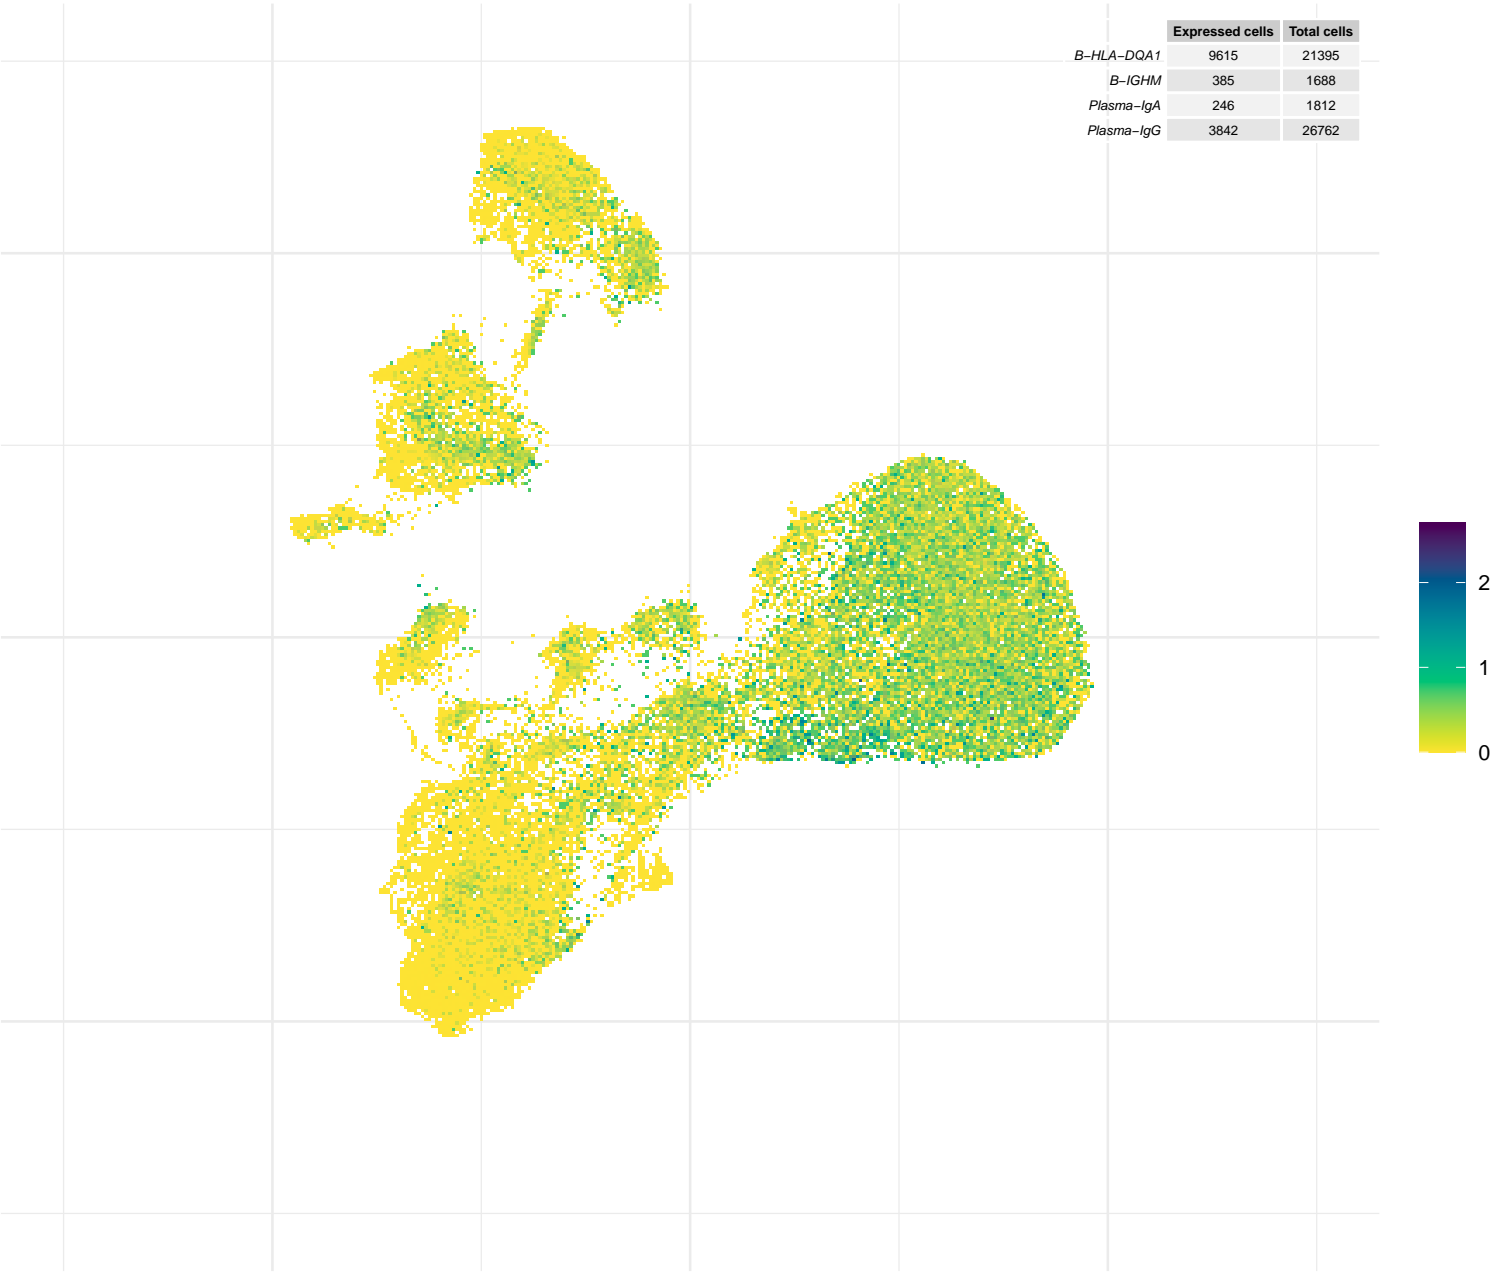 Expressed cells Total cells
B−HLA−DQA1 9615 21395
B−IGHM 385 1688
Plasma−IgA 246 1812
Plasma−IgG 3842 26762
2
1
0